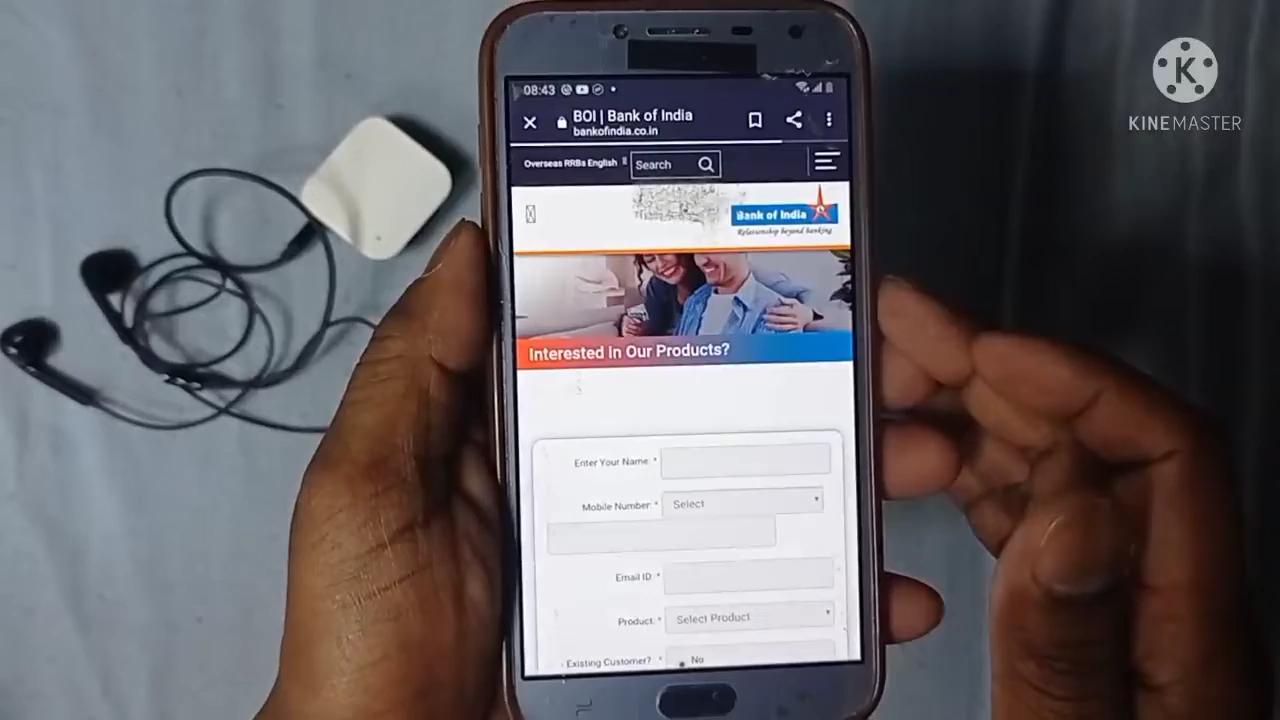 08:43
BOI | Bank of India
bankofindia.co.in
Overseas RRBs English
Search
Bank of India
Relationship beyond banking
Interested In Our Products?
Enter Your Name: *
Mobile Number: * Select
Email ID: *
Product: * Select Product
Existing Customer? * No
K
KINEMASTER